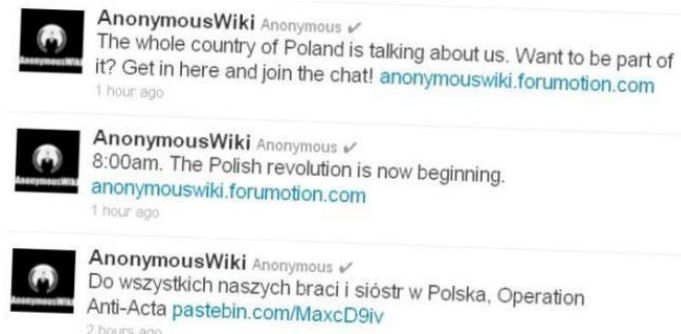 AnonymousWiki Anonymous ✔
The whole country of Poland is talking about us. Want to be part of
it? Get in here and join the chat! anonymouswiki.forumotion.com
1 hour ago
AnonymousWiki
AnonymousWiki Anonymous ✔
8:00am. The Polish revolution is now beginning.
anonymouswiki.forumotion.com
1 hour ago
AnonymousWiki
AnonymousWiki Anonymous ✔
Do wszystkich naszych braci i sióstr w Polska, Operation
Anti-Acta pastebin.com/MaxcD9iv
2 hours ago
AnonymousWiki